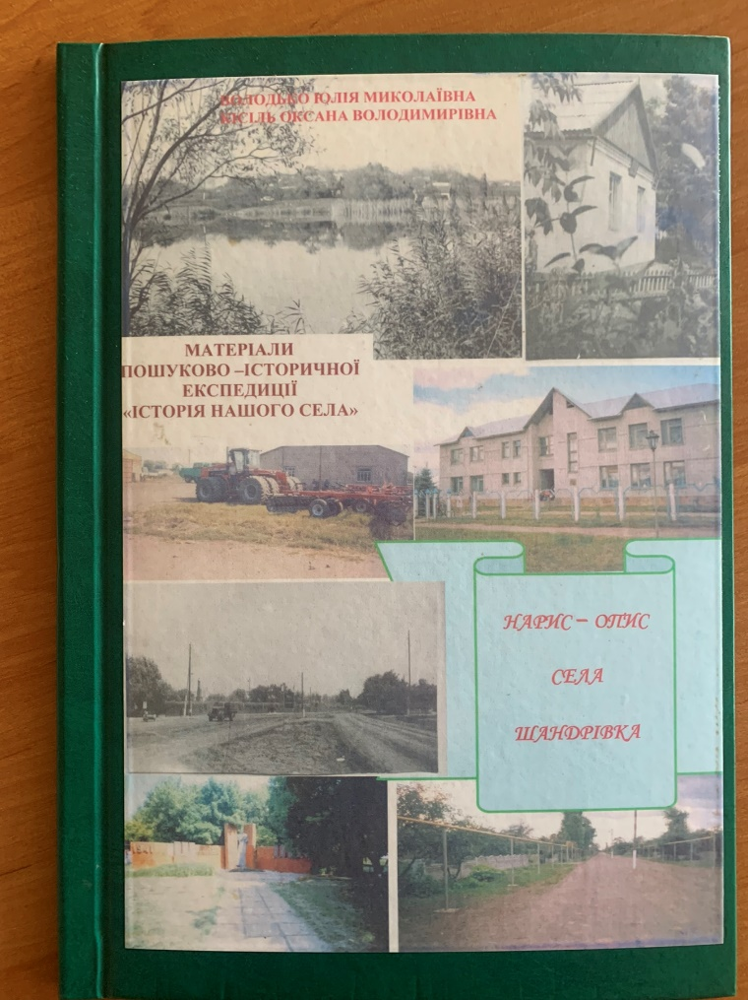 ВОЛОДЬКО ЮЛІЯ МИКОЛАЇВНА
КІСІЛЬ ОКСАНА ВОЛОДИМИРІВНА
МАТЕРІАЛИ
ПОШУКОВО –ІСТОРИЧНОЇ
ЕКСПЕДИЦІЇ
«ІСТОРІЯ НАШОГО СЕЛА»
НАРИС – ОПИС
СЕЛА
ШАНДРІВКА